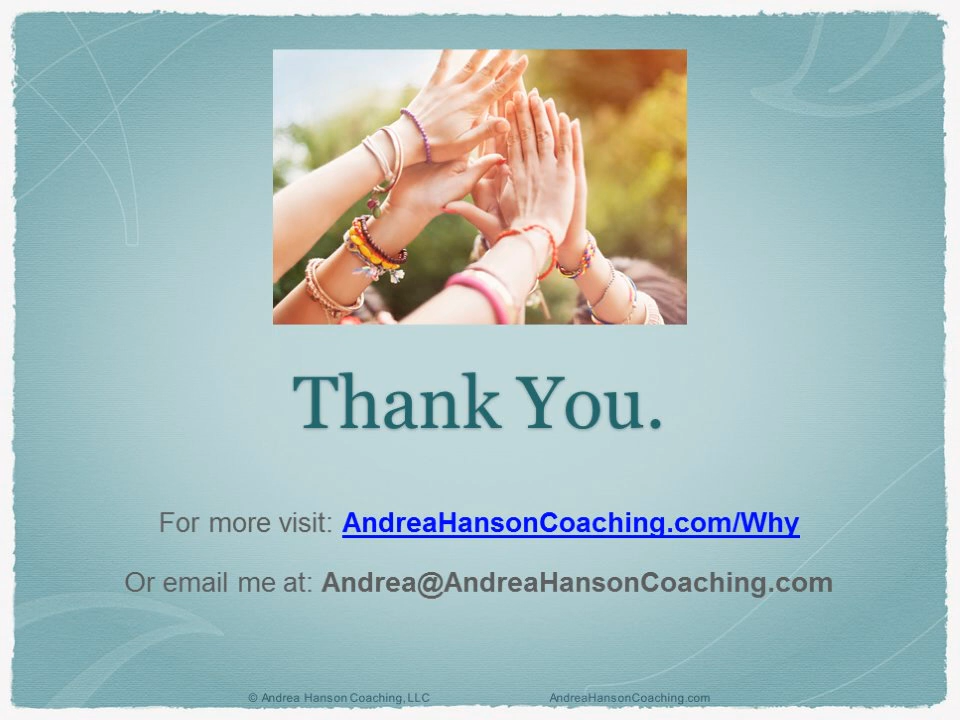 Thank You.
For more visit: AndreaHansonCoaching.com/Why
Or email me at: Andrea@AndreaHansonCoaching.com
© Andrea Hanson Coaching, LLC
AndreaHansonCoaching.com